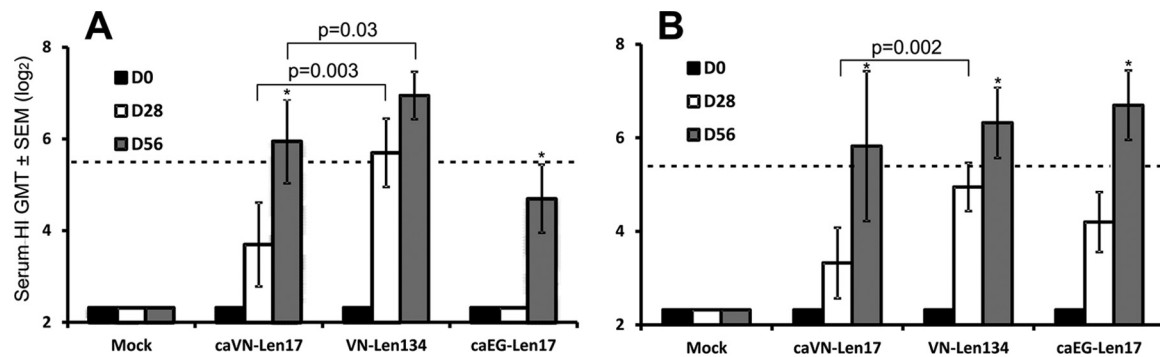 A
p=0.03
p=0.003
D0
D28
D56
Serum-HI GMT ± SEM (log2)
8
6
4
2
*
*
Mock
caVN-Len17
VN-Len134
caEG-Len17
B
p=0.002
D0
D28
D56
8
6
4
2
*
*
*
Mock
caVN-Len17
VN-Len134
caEG-Len17